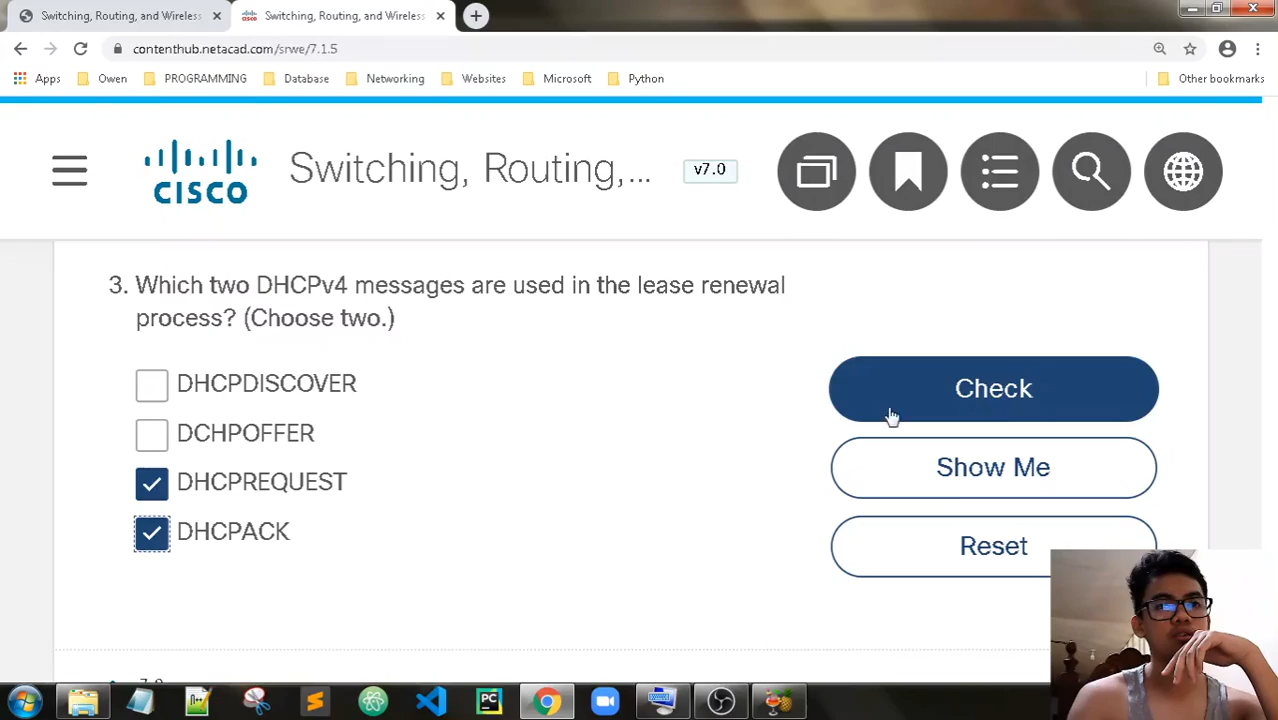 Switching, Routing, and Wireless
Switching, Routing, and Wireless
contenthub.netacad.com/srwe/7.1.5
Apps Owen PROGRAMMING Database Networking Websites Microsoft Python Other bookmarks
CISCO
Switching, Routing,...
v7.0
3. Which two DHCPv4 messages are used in the lease renewal
process? (Choose two.)
DHCPDISCOVER
DCHPOFFER
DHCPREQUEST
DHCPACK
Check
Show Me
Reset
PC